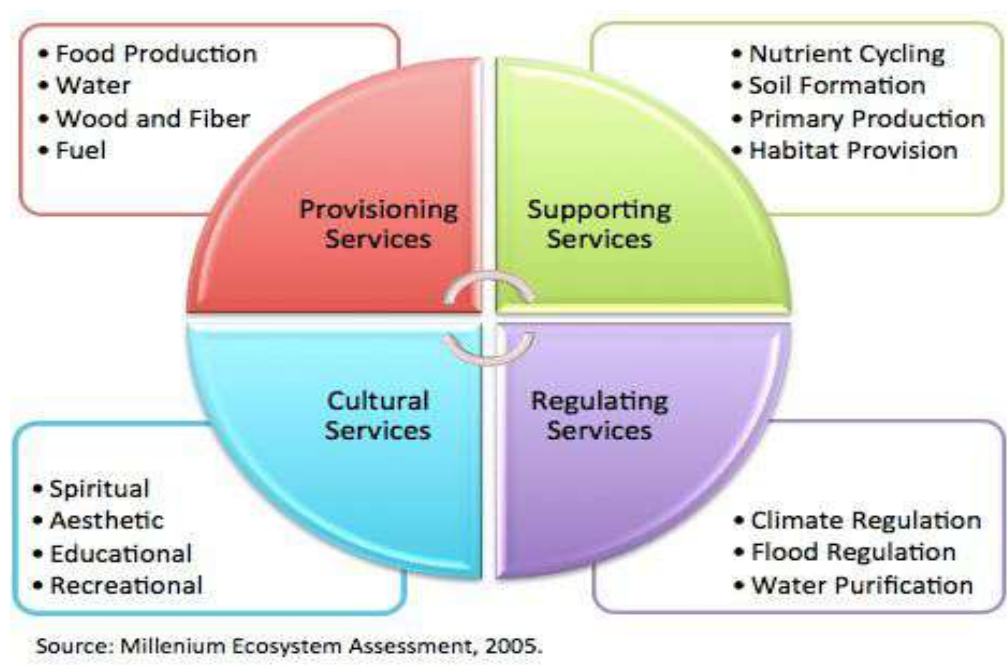 • Food Production
• Water
• Wood and Fiber
• Fuel
• Nutrient Cycling
• Soil Formation
• Primary Production
• Habitat Provision
Provisioning
Services
Supporting
Services
Cultural
Services
Regulating
Services
• Spiritual
• Aesthetic
• Educational
• Recreational
• Climate Regulation
• Flood Regulation
• Water Purification
Source: Millenium Ecosystem Assessment, 2005.